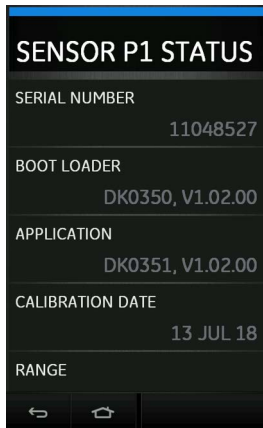 SENSOR P1 STATUS
SERIAL NUMBER
11048527
BOOT LOADER
DK0350, V1.02.00
APPLICATION
DK0351, V1.02.00
CALIBRATION DATE
13 JUL 18
RANGE